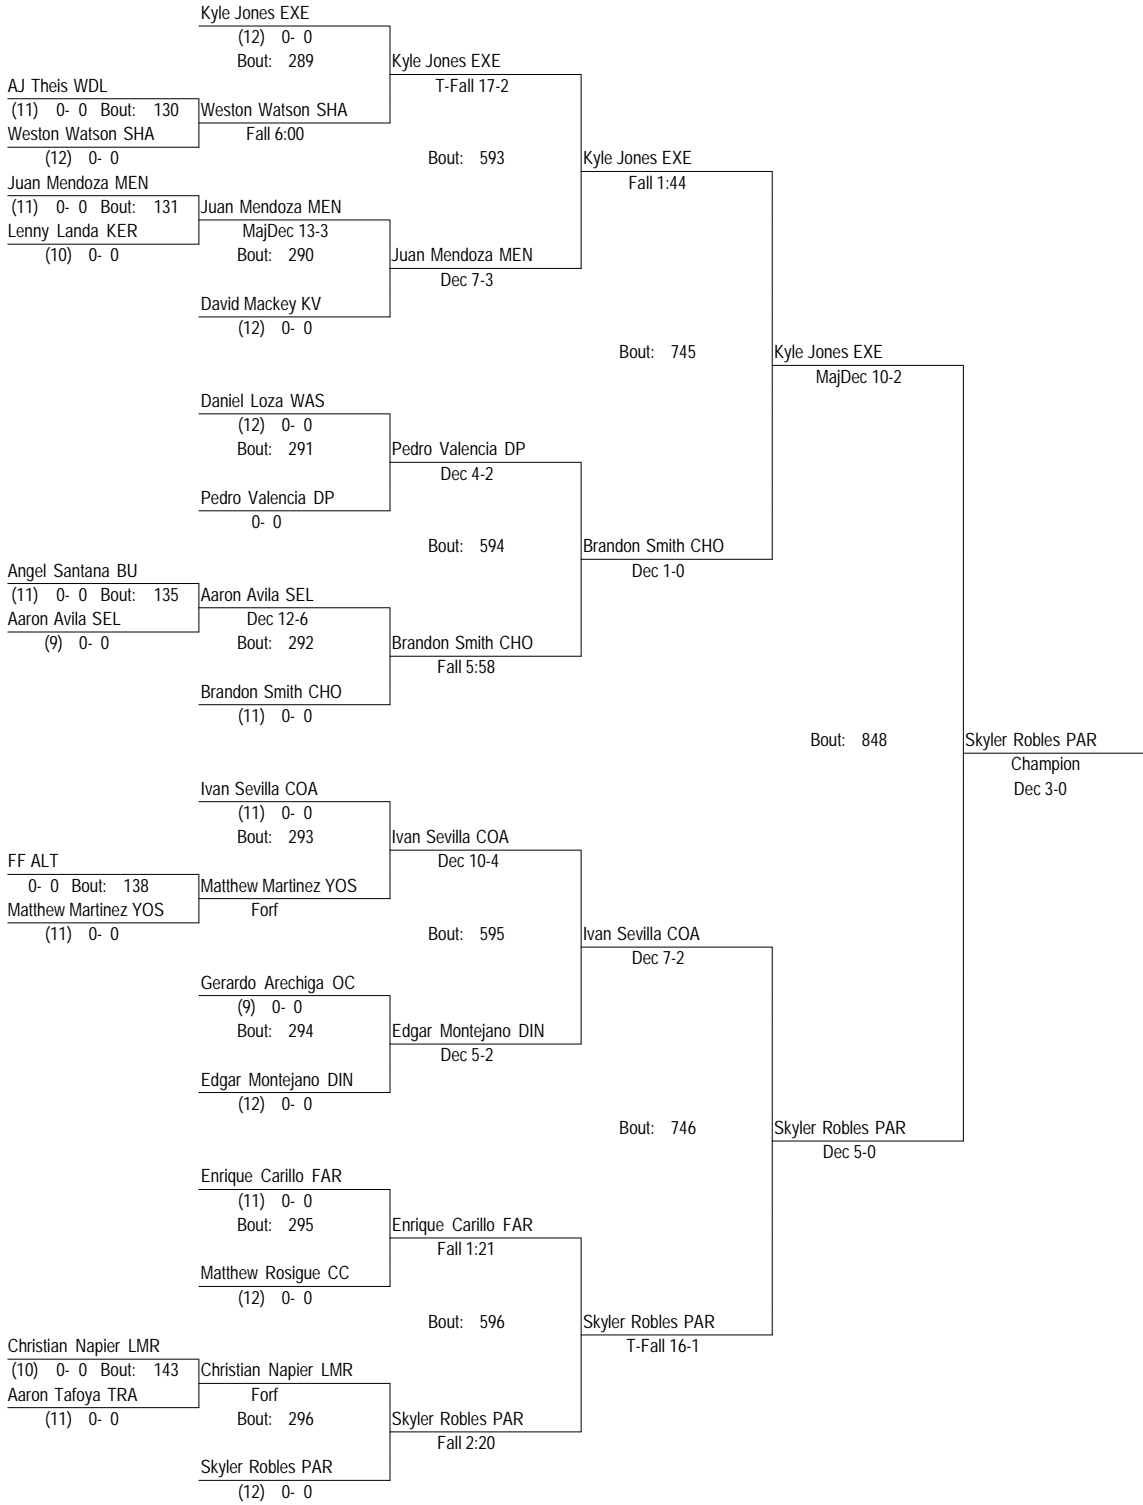 Kyle Jones EXE
(12) 0- 0
Bout: 289
Kyle Jones EXE
T-Fall 17-2
AJ Theis WDL
(11) 0- 0 Bout: 130
Weston Watson SHA
Weston Watson SHA
Fall 6:00
(12) 0- 0
Bout: 593
Kyle Jones EXE
Fall 1:44
Juan Mendoza MEN
(11) 0- 0 Bout: 131
Juan Mendoza MEN
Lenny Landa KER
MajDec 13-3
(10) 0- 0
Bout: 290
Juan Mendoza MEN
Dec 7-3
David Mackey KV
(12) 0- 0
Bout: 745
Kyle Jones EXE
MajDec 10-2
Daniel Loza WAS
(12) 0- 0
Bout: 291
Pedro Valencia DP
Dec 4-2
Pedro Valencia DP
0- 0
Bout: 594
Brandon Smith CHO
Dec 1-0
Angel Santana BU
(11) 0- 0 Bout: 135
Aaron Avila SEL
Aaron Avila SEL
Dec 12-6
(9) 0- 0
Bout: 292
Brandon Smith CHO
Fall 5:58
Brandon Smith CHO
(11) 0- 0
Bout: 848
Skyler Robles PAR
Champion
Dec 3-0
Ivan Sevilla COA
(11) 0- 0
Bout: 293
Ivan Sevilla COA
Dec 10-4
FF ALT
0- 0 Bout: 138
Matthew Martinez YOS
Matthew Martinez YOS
Forf
(11) 0- 0
Bout: 595
Ivan Sevilla COA
Dec 7-2
Gerardo Arechiga OC
(9) 0- 0
Bout: 294
Edgar Montejano DIN
Dec 5-2
Edgar Montejano DIN
(12) 0- 0
Bout: 746
Skyler Robles PAR
Dec 5-0
Enrique Carillo FAR
(11) 0- 0
Bout: 295
Enrique Carillo FAR
Fall 1:21
Matthew Rosigue CC
(12) 0- 0
Bout: 596
Skyler Robles PAR
T-Fall 16-1
Christian Napier LMR
(10) 0- 0 Bout: 143
Christian Napier LMR
Aaron Tafoya TRA
Forf
(11) 0- 0
Bout: 296
Skyler Robles PAR
Fall 2:20
Skyler Robles PAR
(12) 0- 0